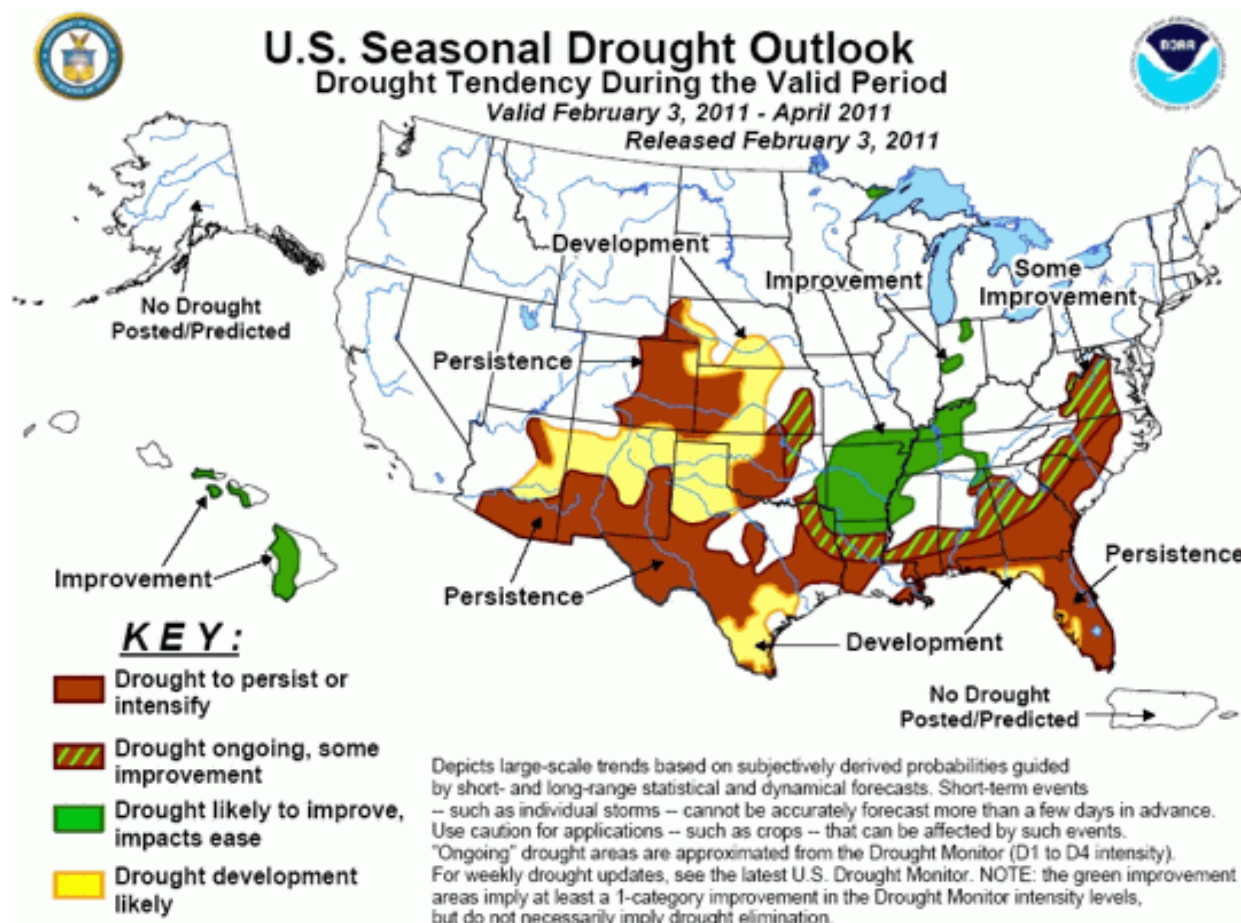 U.S. Seasonal Drought Outlook
Drought Tendency During the Valid Period
Valid February 3, 2011 - April 2011
Released February 3, 2011
NOAA
No Drought
Posted/Predicted
Development
Improvement
Some
Improvement
Persistence
Improvement
Persistence
Persistence
Development
No Drought
Posted/Predicted
KEY:
Drought to persist or
intensify
Drought ongoing, some
improvement
Drought likely to improve,
impacts ease
Drought development
likely
Depicts large-scale trends based on subjectively derived probabilities guided
by short- and long-range statistical and dynamical forecasts. Short-term events
-- such as individual storms -- cannot be accurately forecast more than a few days in advance.
Use caution for applications -- such as crops -- that can be affected by such events.
"Ongoing" drought areas are approximated from the Drought Monitor (D1 to D4 intensity).
For weekly drought updates, see the latest U.S. Drought Monitor. NOTE: the green improvement
areas imply at least a 1-category improvement in the Drought Monitor intensity levels,
but do not necessarily imply drought elimination.